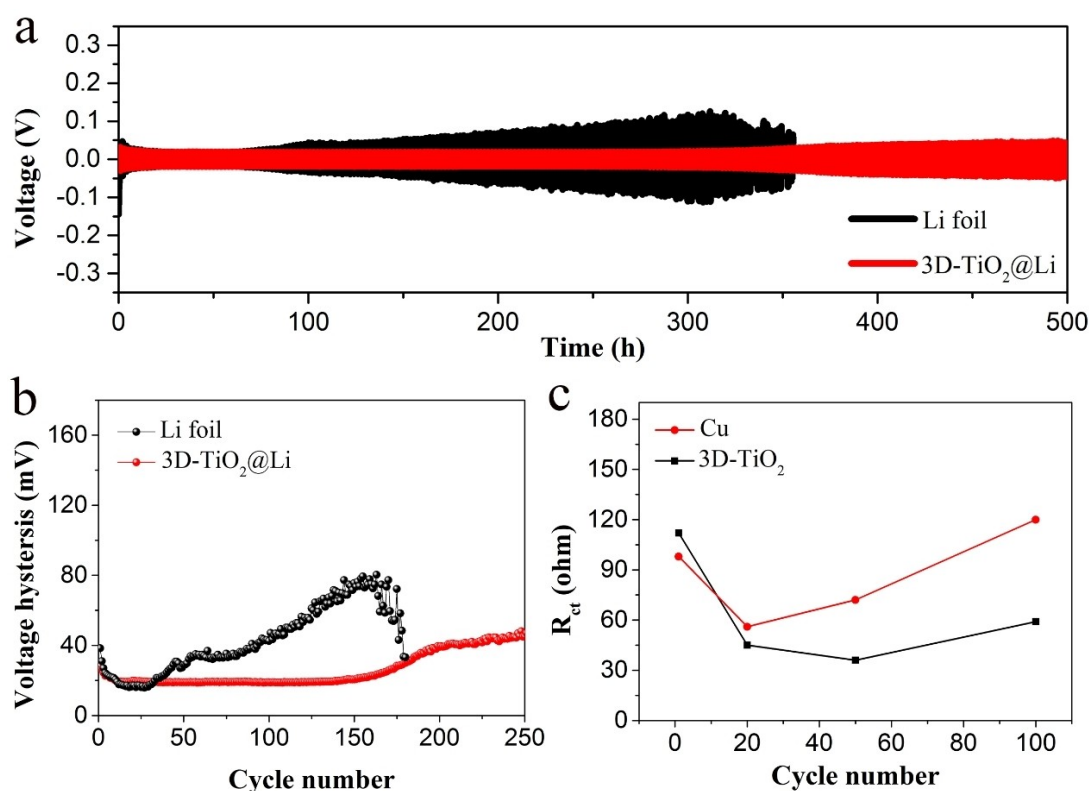 a
Voltage (V)
0.3
0.2
0.1
0.0
-0.1
-0.2
-0.3
Li foil
3D-TiO₂@Li
0 100 200 300 400 500
Time (h)
b
Voltage hystersis (mV)
160
120
80
40
0
Li foil
3D-TiO₂@Li
0 50 100 150 200 250
Cycle number
c
R_ct (ohm)
180
150
120
90
60
30
0
Cu
3D-TiO₂
0 20 40 60 80 100
Cycle number